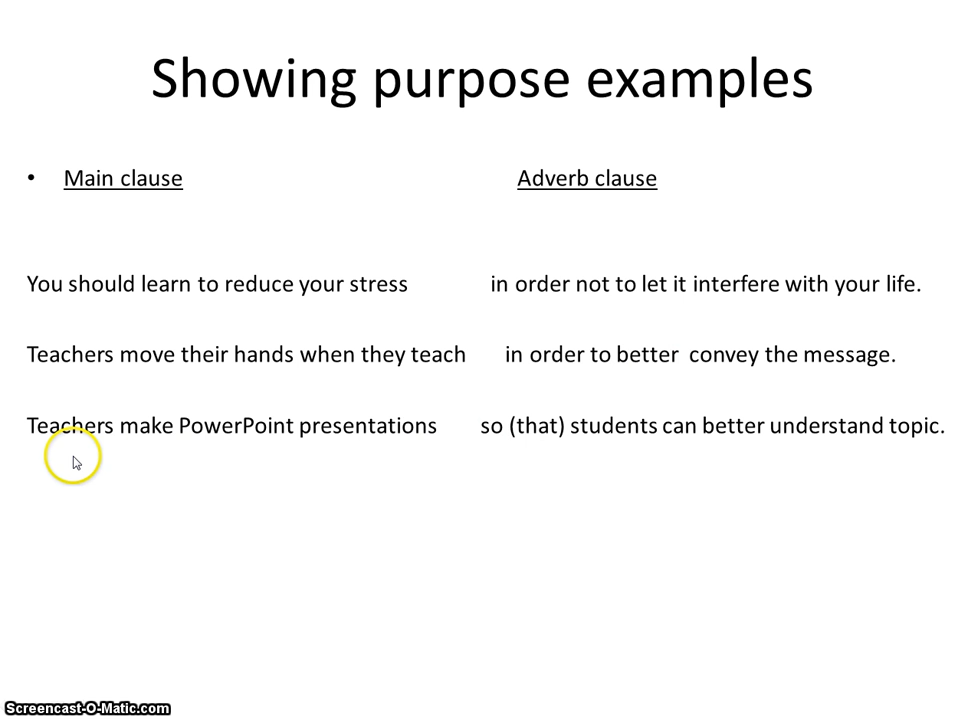 Showing purpose examples
• Main clause Adverb clause
You should learn to reduce your stress in order not to let it interfere with your life.
Teachers move their hands when they teach in order to better convey the message.
Teachers make PowerPoint presentations so (that) students can better understand topic.
Screencast-O-Matic.com